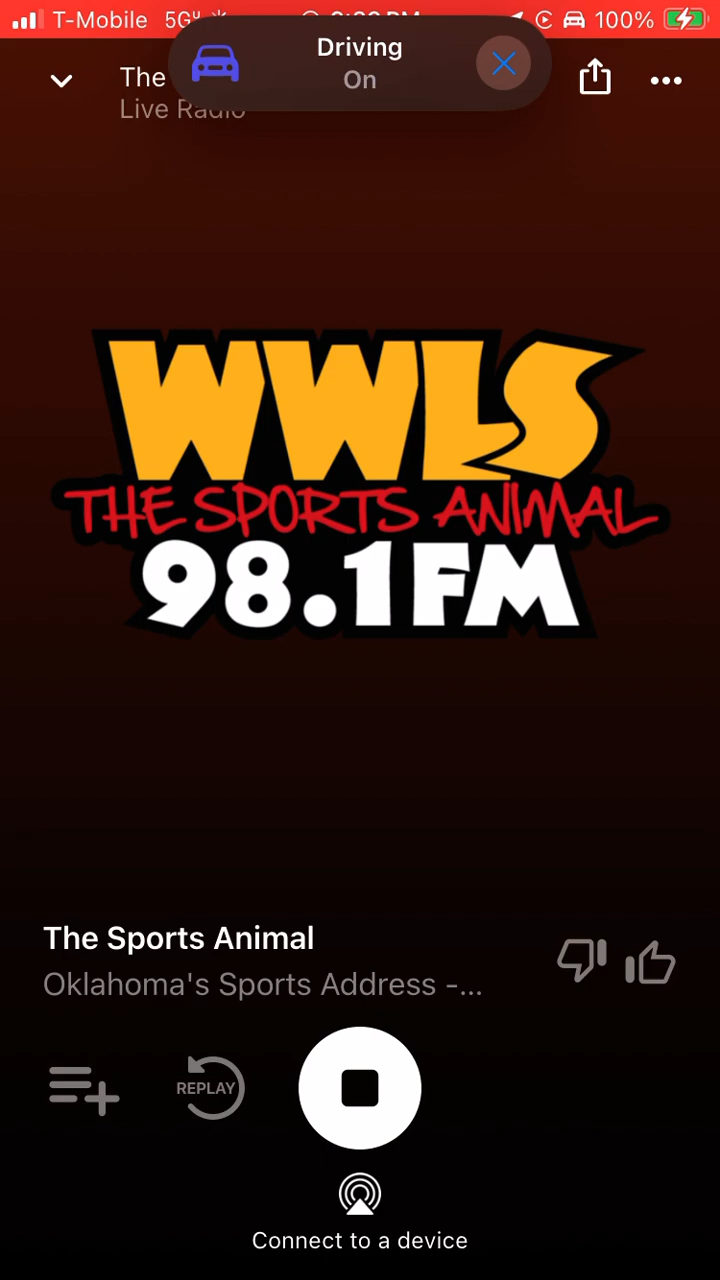 T-Mobile 5G 100%
Driving
On
The
Live Radio
WWLS
THE SPORTS ANIMAL
98.1FM
The Sports Animal
Oklahoma's Sports Address -...
REPLAY
Connect to a device